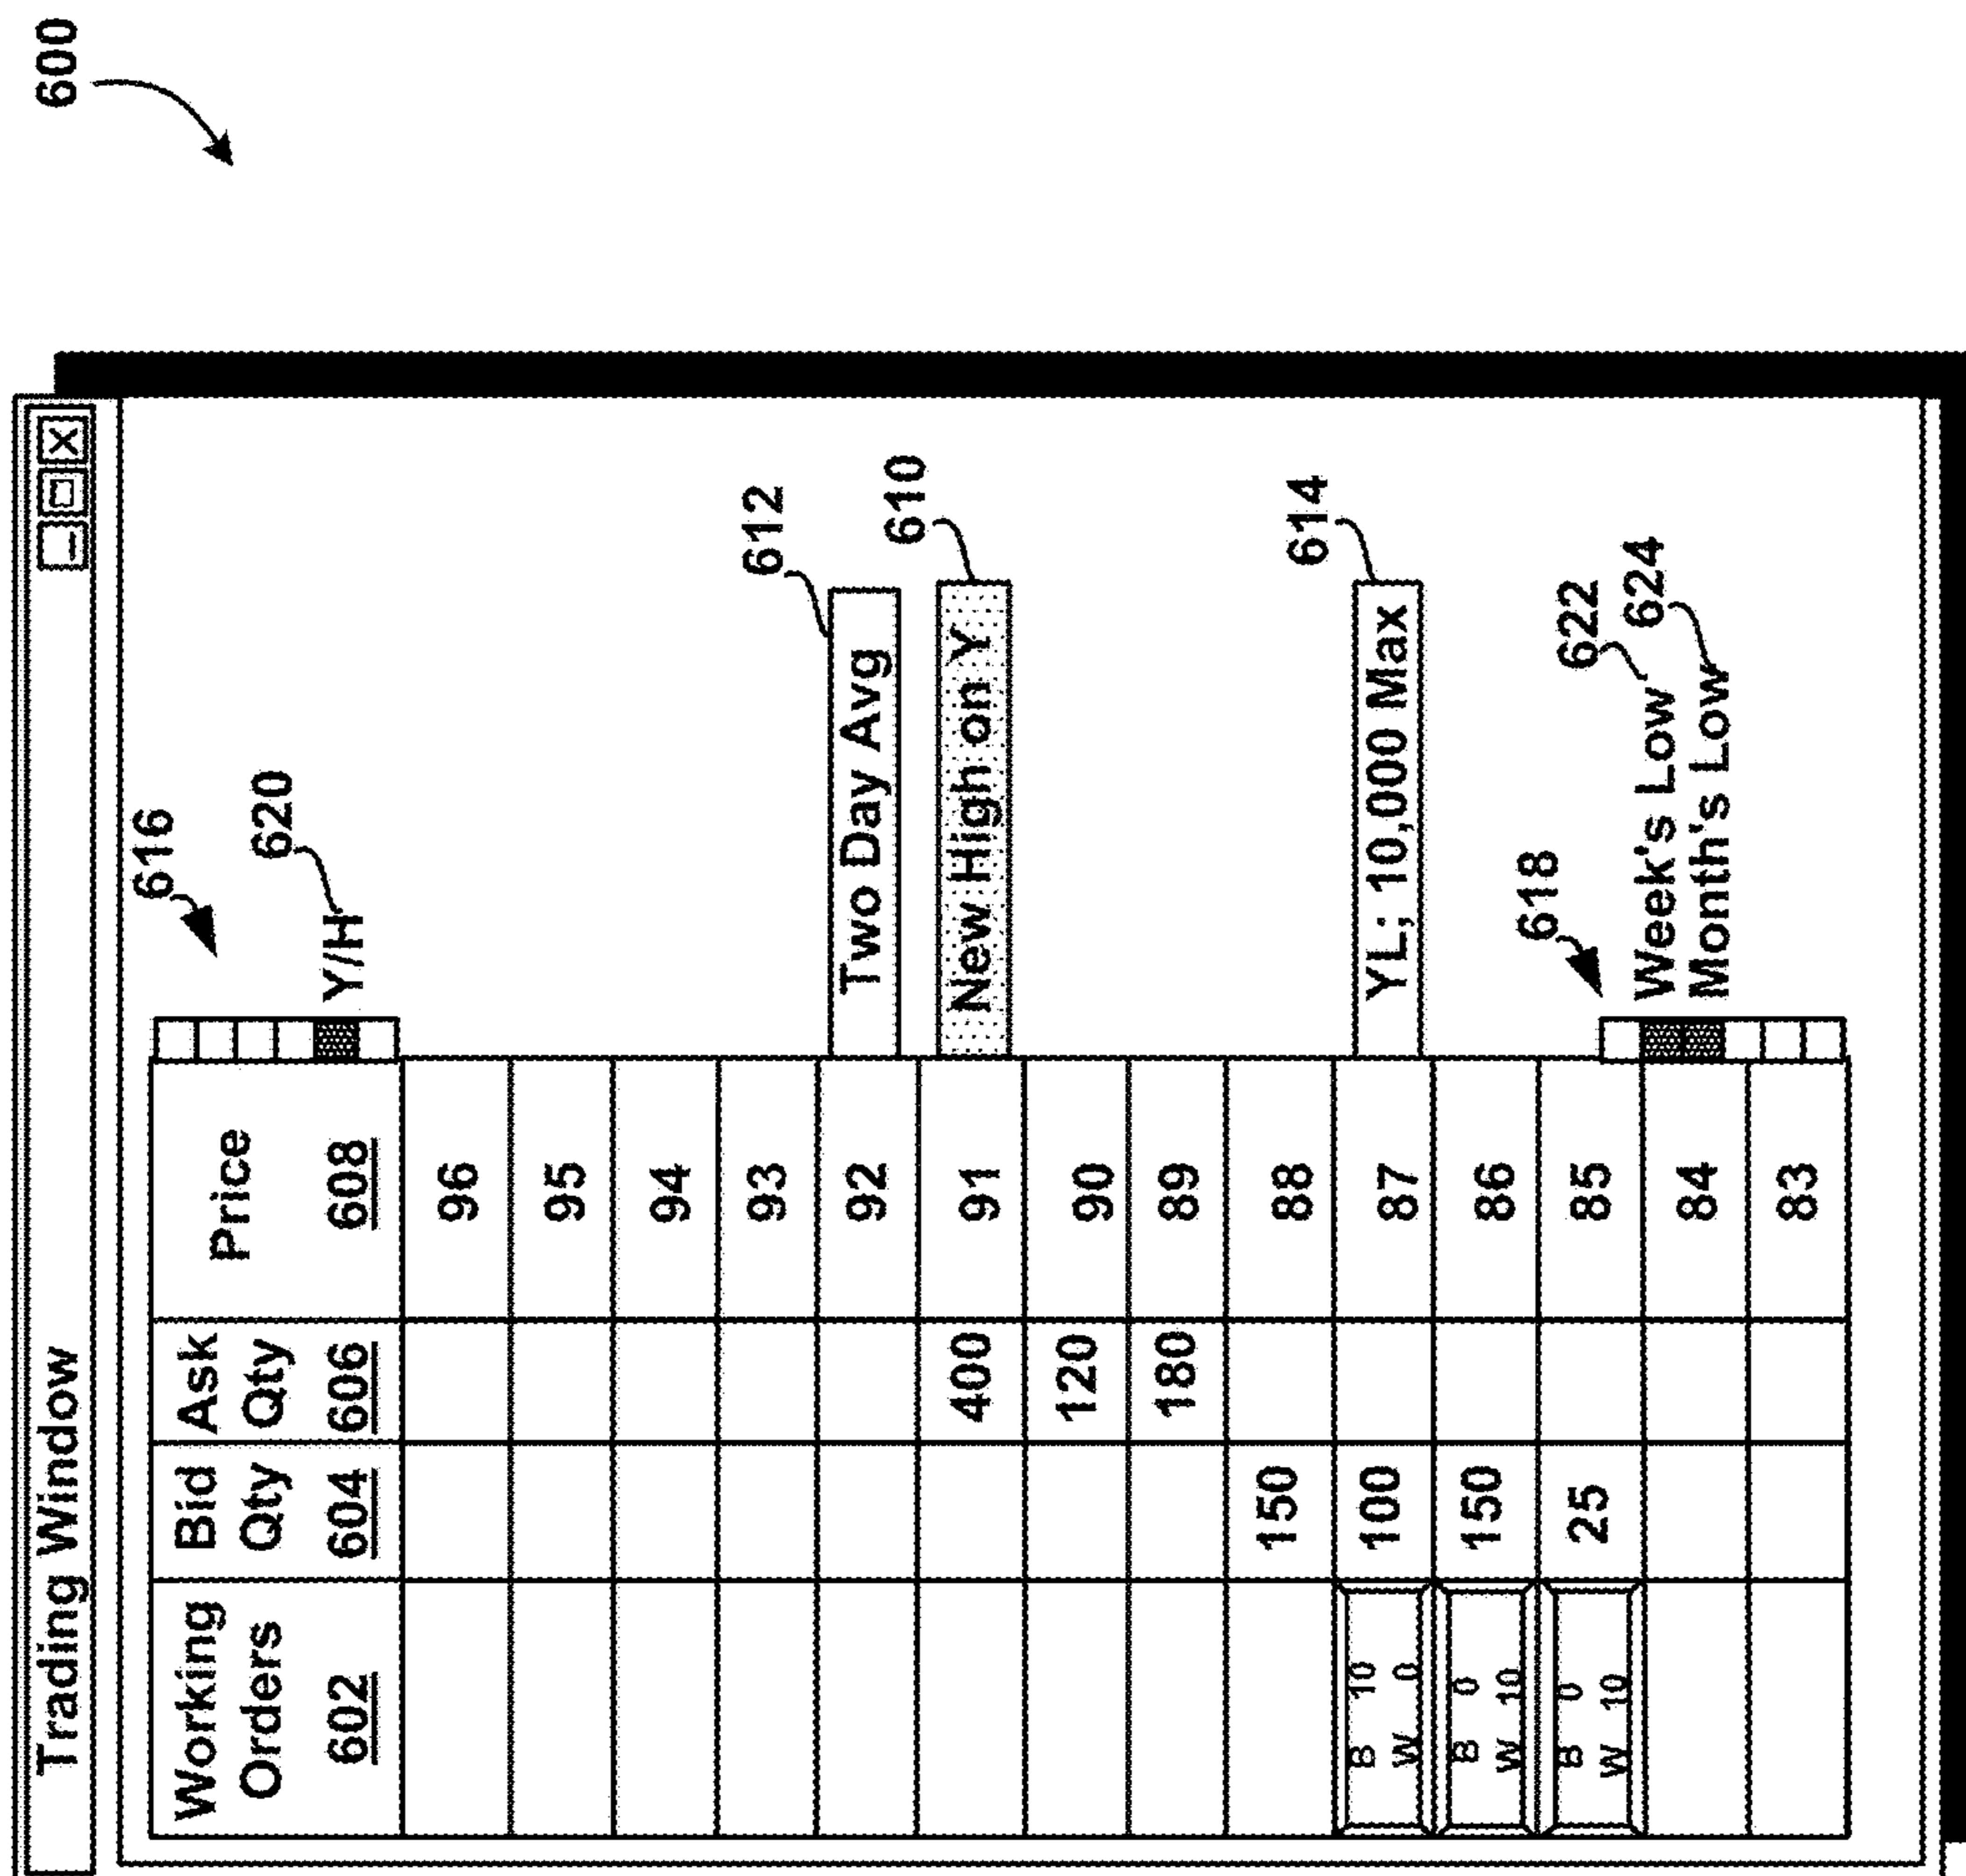 600
Trading Window _ □ X
Working Orders 602 Bid Qty 604 Ask Qty 606 Price 608
616
Y/H 620
96
95
94
93
92 Two Day Avg 612
400 91 New High on Y 610
120 90
180 89
150 88
B 10 W 0 100 87 YL; 10,000 Max 614
B 0 W 10 150 86
B 0 W 10 25 85
618
84 Week's Low 622
Month's Low 624
83